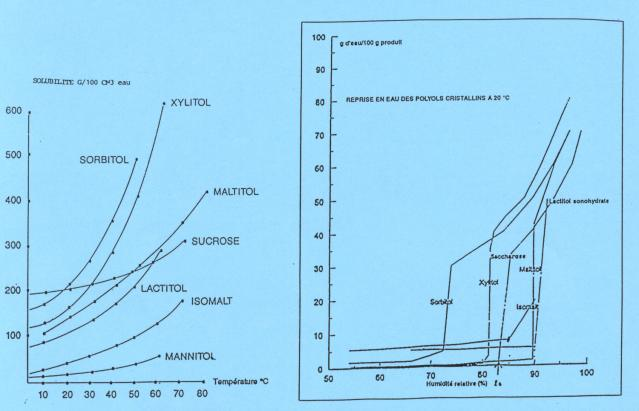 SOLUBILITE G/100 CM3 eau
XYLITOL
600
500
SORBITOL
400
MALTITOL
300
SUCROSE
LACTITOL
200
ISOMALT
100
MANNITOL
Température °C
10 20 30 40 50 60 70 80
100
g d'eau/100 g produit
90
80
REPRISE EN EAU DES POLYOLS CRISTALLINS A 20 °C
70
60
50
Lactitol monohydrate
40
Saccharose
30
Maltitol
Xylitol
20
Sorbitol
Isomalt
10
0
50 60 70 80 90 100
Humidité relative (%)